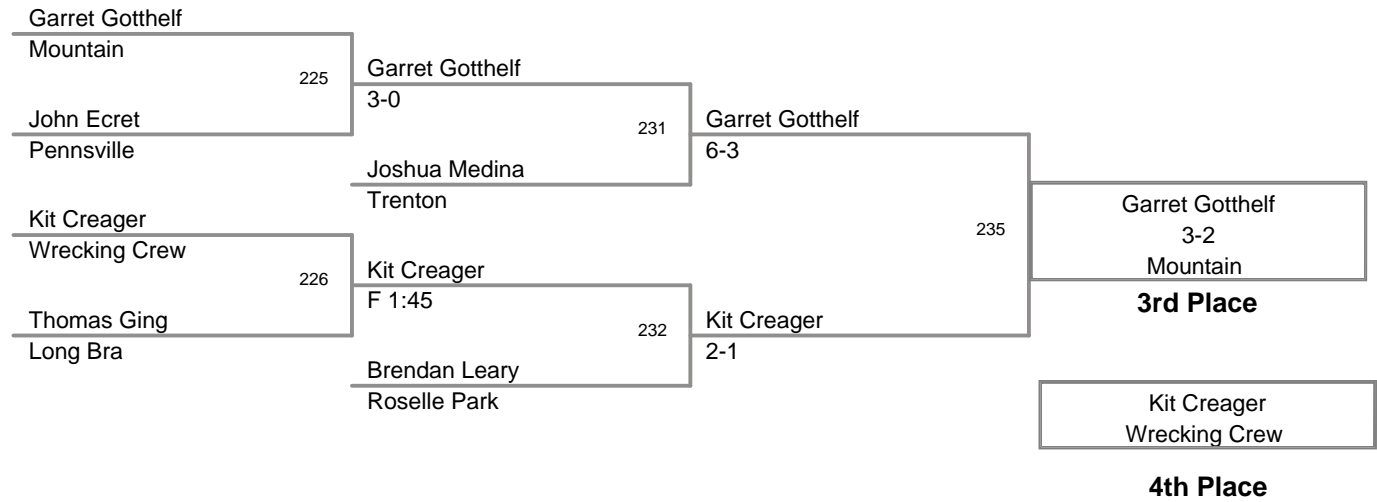 Garret Gotthelf
Mountain
225
John Ecret
Pennsville
Kit Creager
Wrecking Crew
226
Thomas Ging
Long Bra
Garret Gotthelf
3-0
231
Joshua Medina
Trenton
Kit Creager
F 1:45
232
Brendan Leary
Roselle Park
Garret Gotthelf
6-3
235
Kit Creager
2-1
Garret Gotthelf
3-2
Mountain
3rd Place
Kit Creager
Wrecking Crew
4th Place